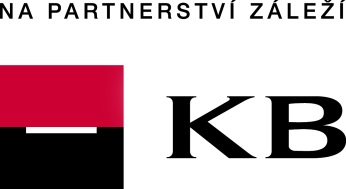 NA PARTNERSTVÍ ZÁLEŽÍ
KB